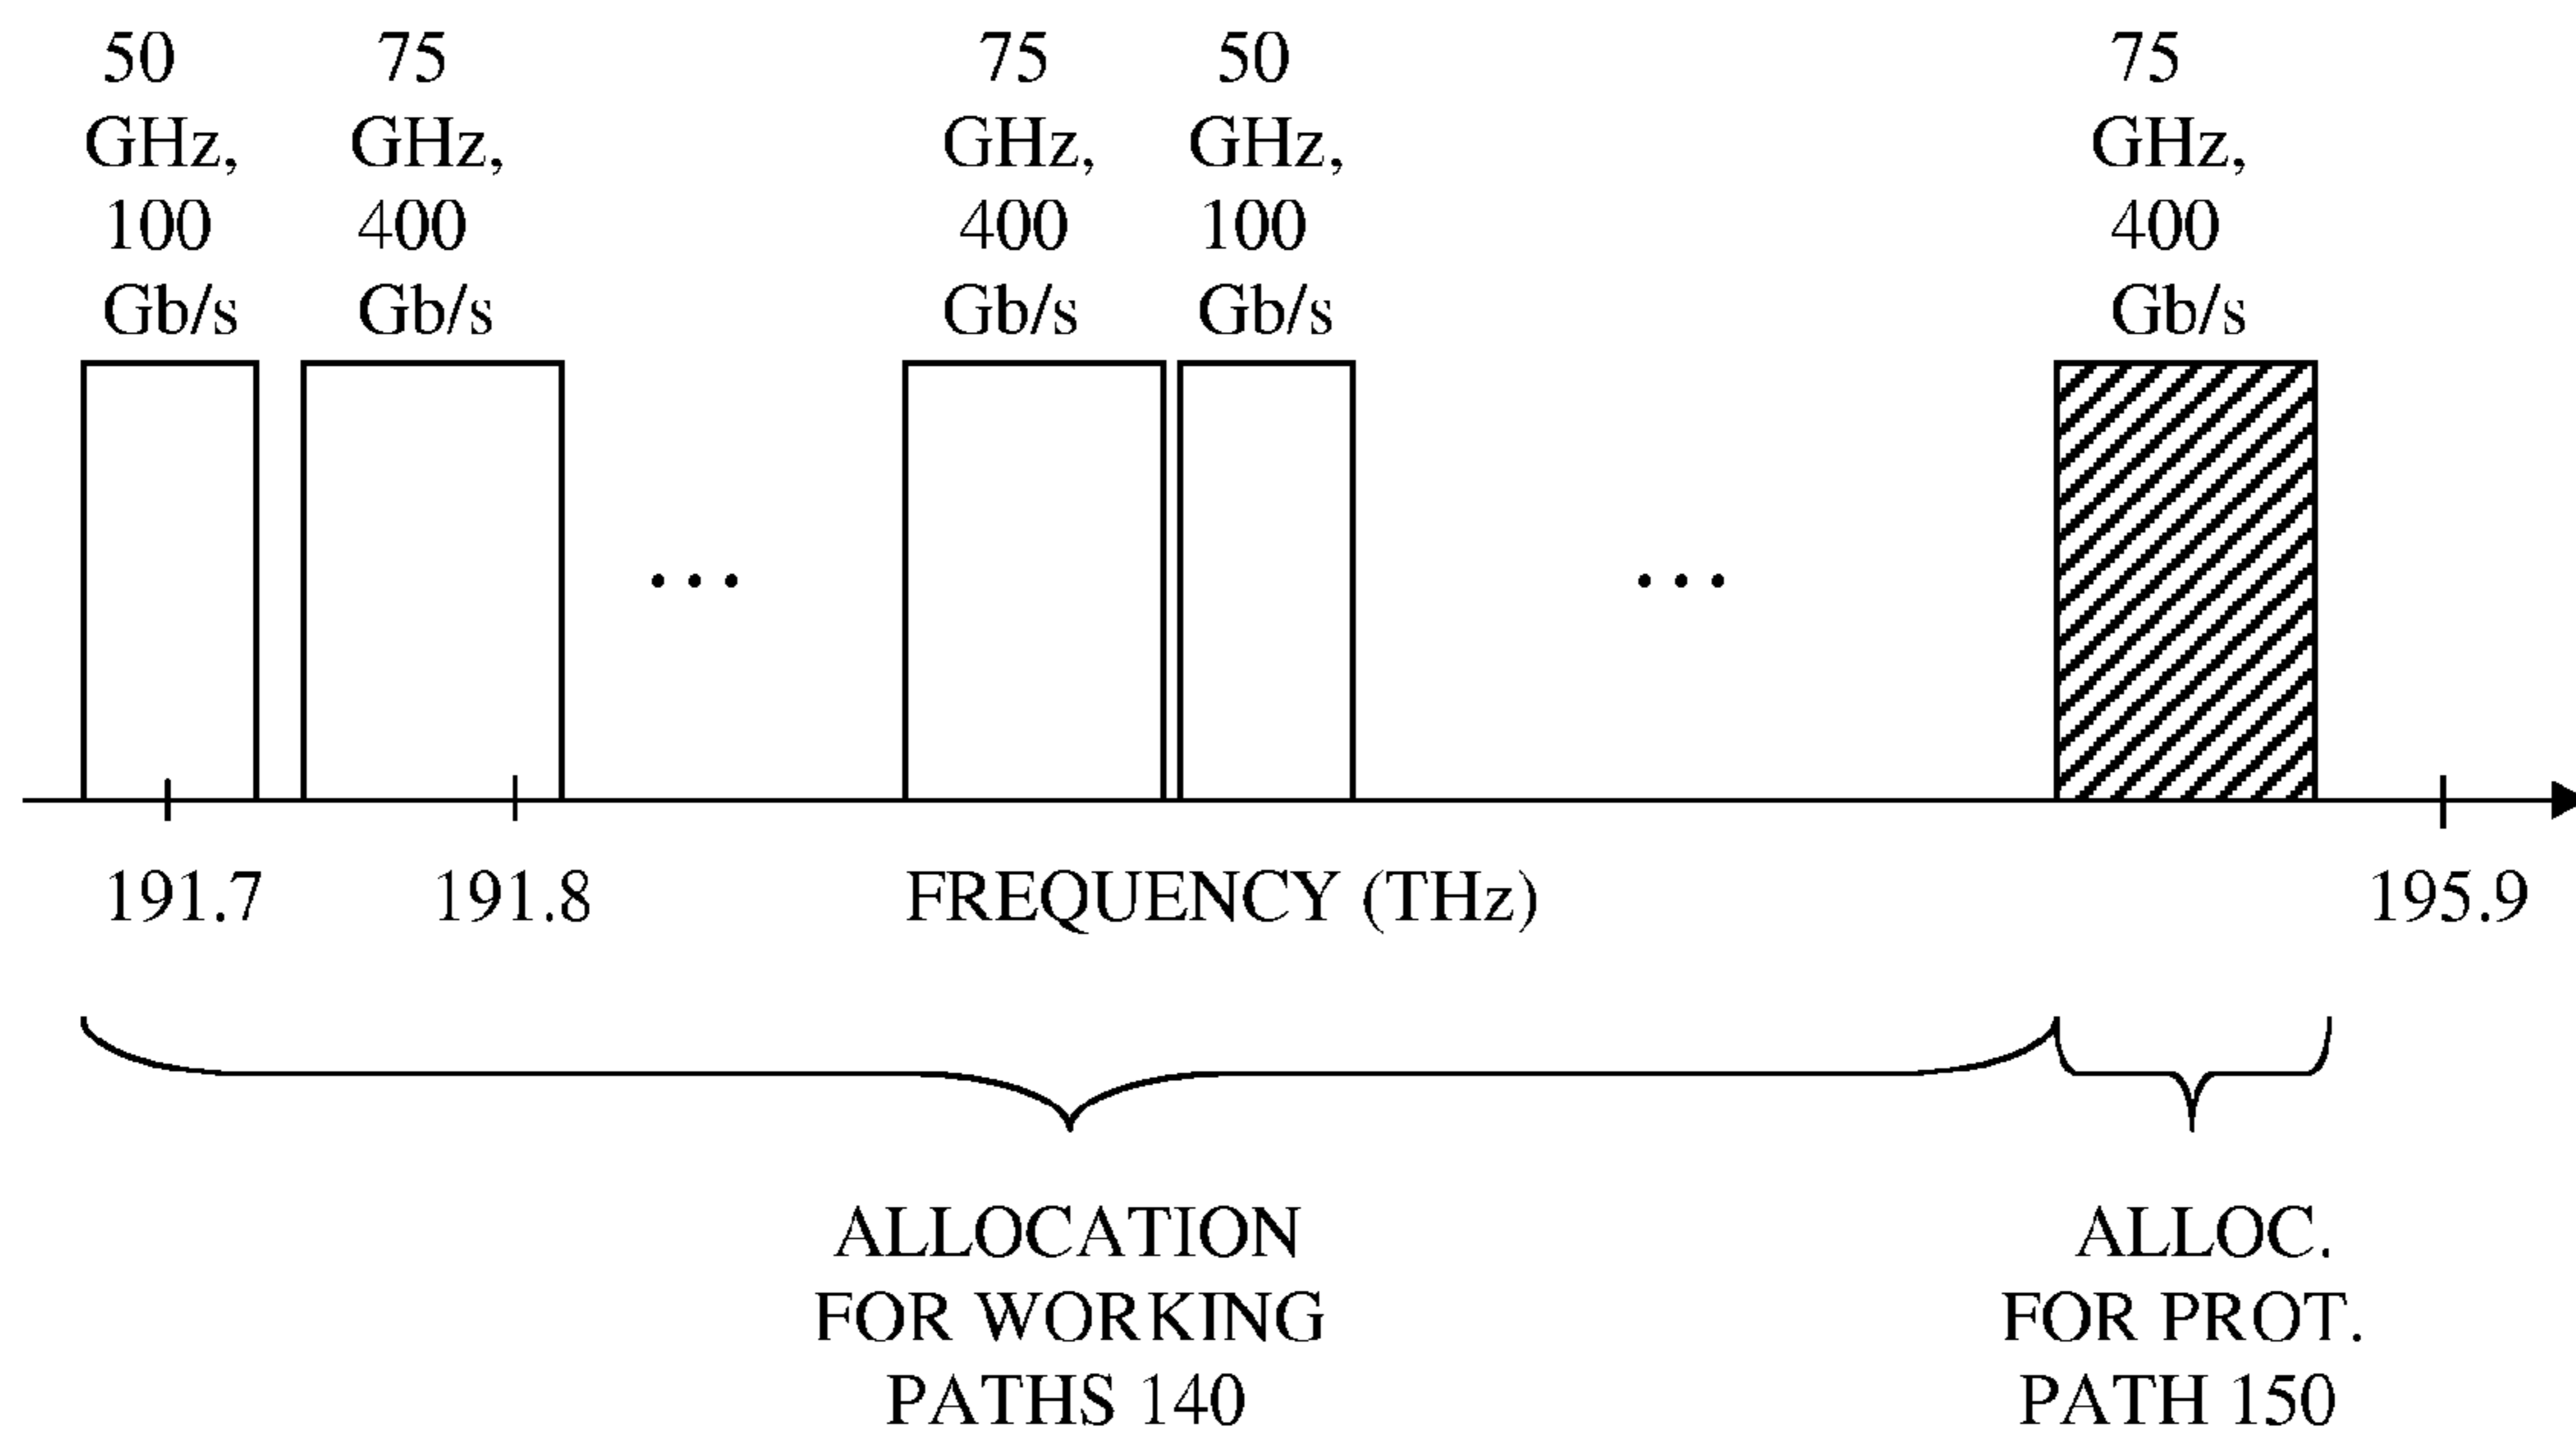 50
GHz,
100
Gb/s
75
GHz,
400
Gb/s
75
GHz,
400
Gb/s
50
GHz,
100
Gb/s
75
GHz,
400
Gb/s
...
...
191.7
191.8
FREQUENCY (THz)
195.9
ALLOCATION
FOR WORKING
PATHS 140
ALLOC.
FOR PROT.
PATH 150